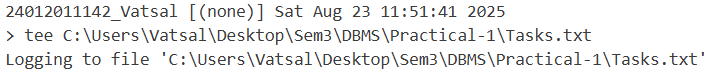 24012011142_Vatsal [(none)] Sat Aug 23 11:51:41 2025
> tee C:\Users\Vatsal\Desktop\Sem3\DBMS\Practical-1\Tasks.txt
Logging to file 'C:\Users\Vatsal\Desktop\Sem3\DBMS\Practical-1\Tasks.txt'